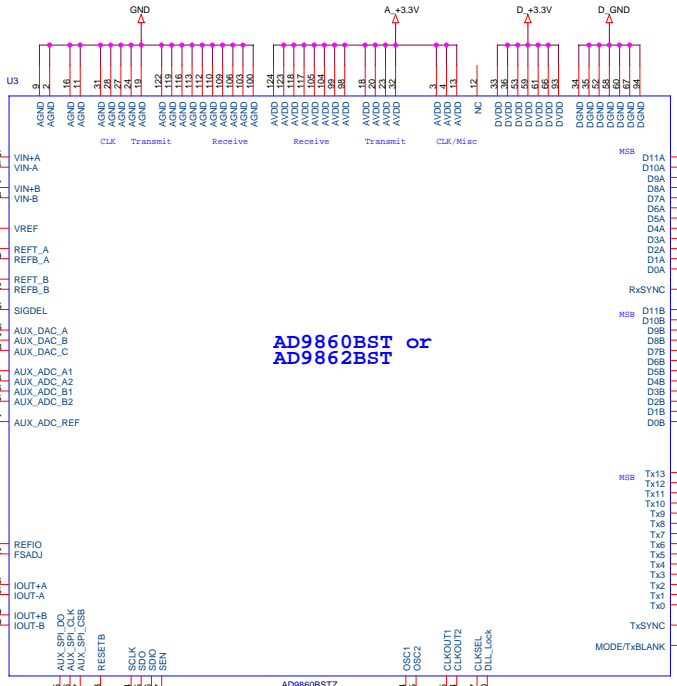 GND
A_+3.3V
D_+3.3V
D_GND
U3
9 2 16 11 31 28 27 24 19 122 119 116 113 112 110 109 106 103 100 124 123 118 117 105 104 99 98 18 20 23 32 3 4 13 12 33 36 53 59 61 66 93 34 35 52 58 60 67 94
AGND AGND AGND AGND AGND AGND AGND AGND AGND AGND AGND AGND AGND AGND AGND AGND AGND AGND AGND AVDD AVDD AVDD AVDD AVDD AVDD AVDD AVDD AVDD AVDD AVDD AVDD AVDD AVDD AVDD NC DVDD DVDD DVDD DVDD DVDD DVDD DVDD DGND DGND DGND DGND DGND DGND DGND
CLK Transmit Receive Receive Transmit CLK/Misc
VIN+A
VIN-A
VIN+B
VIN-B
VREF
REFT_A
REFB_A
REFT_B
REFB_B
SIGDEL
AUX_DAC_A
AUX_DAC_B
AUX_DAC_C
AUX_ADC_A1
AUX_ADC_A2
AUX_ADC_B1
AUX_ADC_B2
AUX_ADC_REF
REFIO
FSADJ
IOUT+A
IOUT-A
IOUT+B
IOUT-B
AD9860BST or
AD9862BST
MSB
D11A
D10A
D9A
D8A
D7A
D6A
D5A
D4A
D3A
D2A
D1A
D0A
RxSYNC
MSB
D11B
D10B
D9B
D8B
D7B
D6B
D5B
D4B
D3B
D2B
D1B
D0B
MSB
Tx13
Tx12
Tx11
Tx10
Tx9
Tx8
Tx7
Tx6
Tx5
Tx4
Tx3
Tx2
Tx1
Tx0
TxSYNC
MODE/TxBLANK
AUX_SPI_DO
AUX_SPI_CLK
AUX_SPI_CSB
RESETB
SCLK
SDO
SDIO
SEN
OSC1
OSC2
CLKOUT1
CLKOUT2
CLKSEL
DLL_Lock
AD9860BSTZ